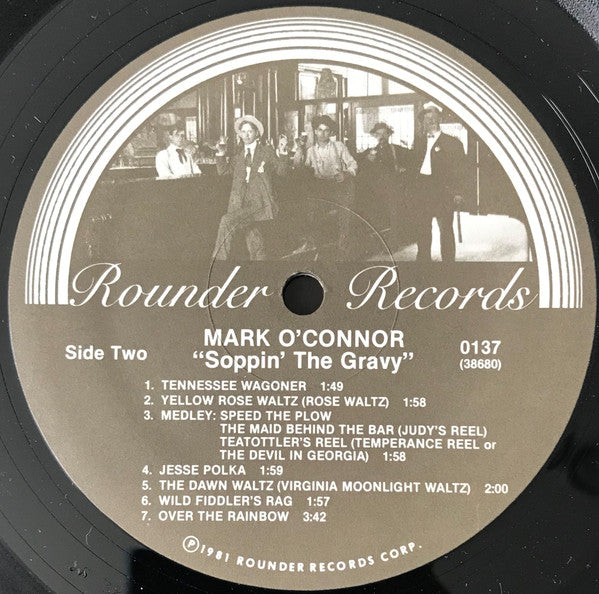 Rounder Records
MARK O'CONNOR
Side Two
"Soppin' The Gravy"
0137
(38680)
1. TENNESSEE WAGONER 1:49
2. YELLOW ROSE WALTZ (ROSE WALTZ) 1:58
3. MEDLEY: SPEED THE PLOW
THE MAID BEHIND THE BAR (JUDY'S REEL)
TEATOTTLER'S REEL (TEMPERANCE REEL or
THE DEVIL IN GEORGIA) 1:58
4. JESSE POLKA 1:59
5. THE DAWN WALTZ (VIRGINIA MOONLIGHT WALTZ) 2:00
6. WILD FIDDLER'S RAG 1:57
7. OVER THE RAINBOW 3:42
℗1981 ROUNDER RECORDS CORP.